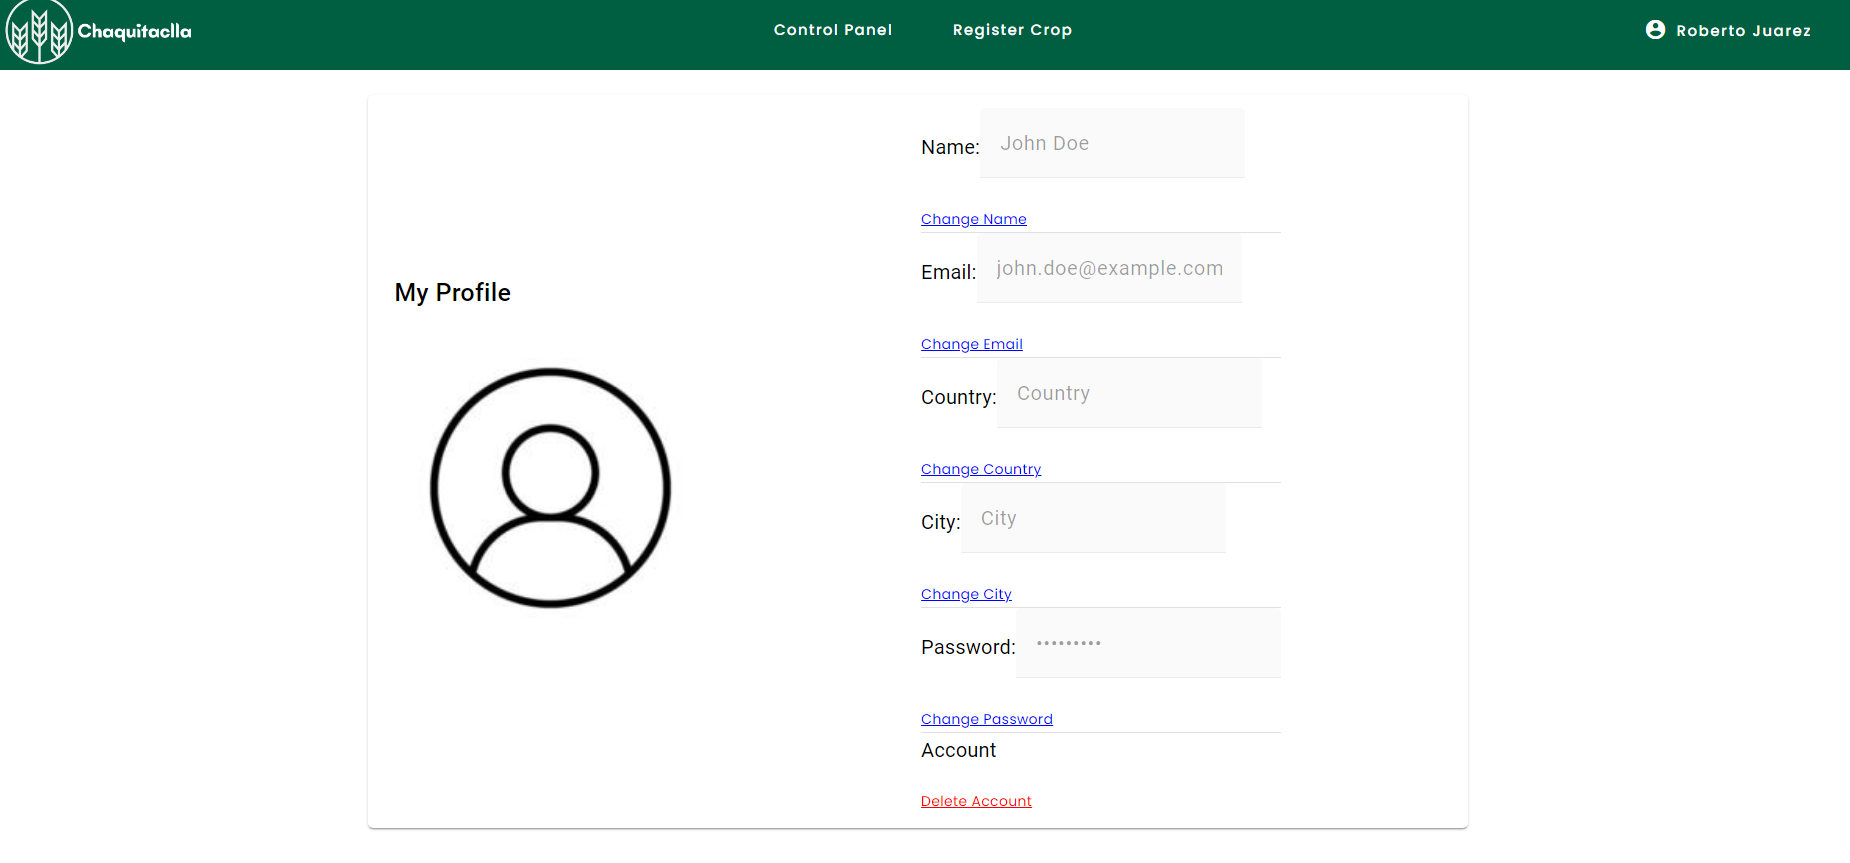 Chaquitaclla
Control Panel
Register Crop
Roberto Juarez
My Profile
Name: John Doe
Change Name
Email: john.doe@example.com
Change Email
Country: Country
Change Country
City: City
Change City
Password: •••••••••
Change Password
Account
Delete Account